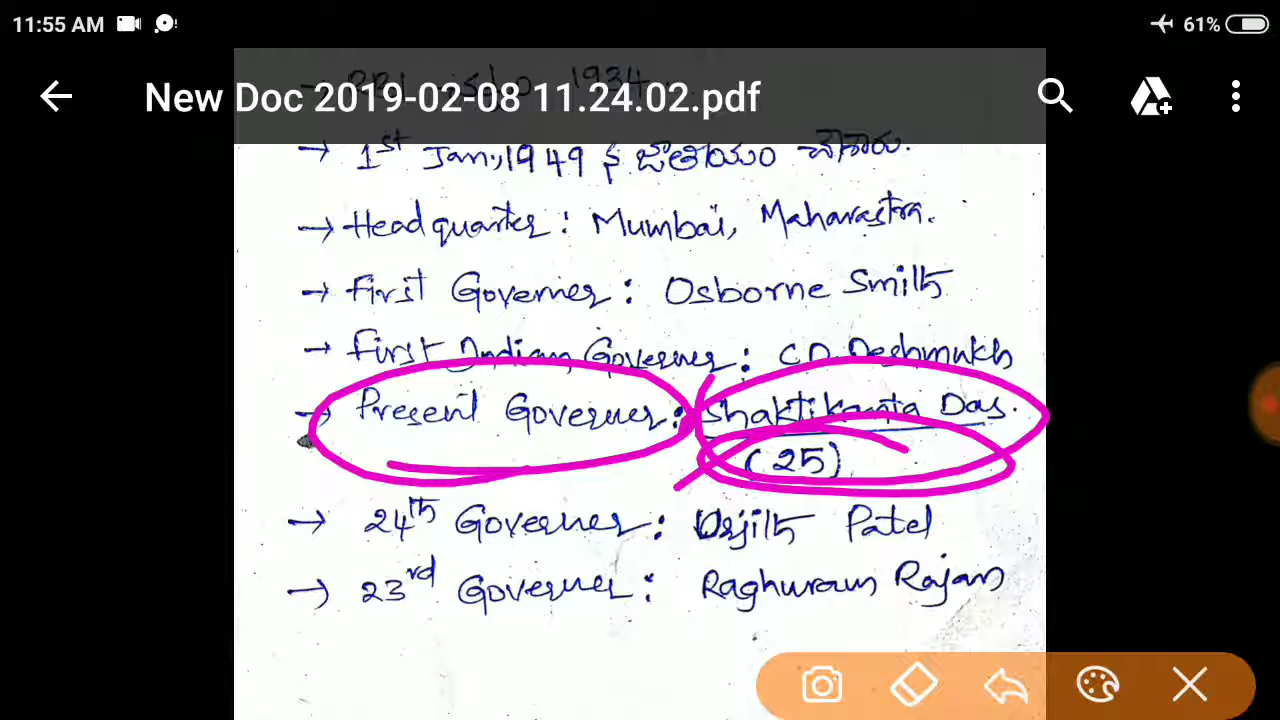 11:55 AM
61%
New Doc 2019-02-08 11.24.02.pdf
→ RBI 1934
→ 1st Jan, 1949 న జాతీయం చేశారు.
→ Headquarter : Mumbai, Maharastra.
→ First Governer : Osborne Smith
→ First Indian Governer : C.D. Deshmukh
→ Present Governer : Shaktikanta Das.
(25)
→ 24th Governer : Urjith Patel
→ 23rd Governer : Raghuram Rajan